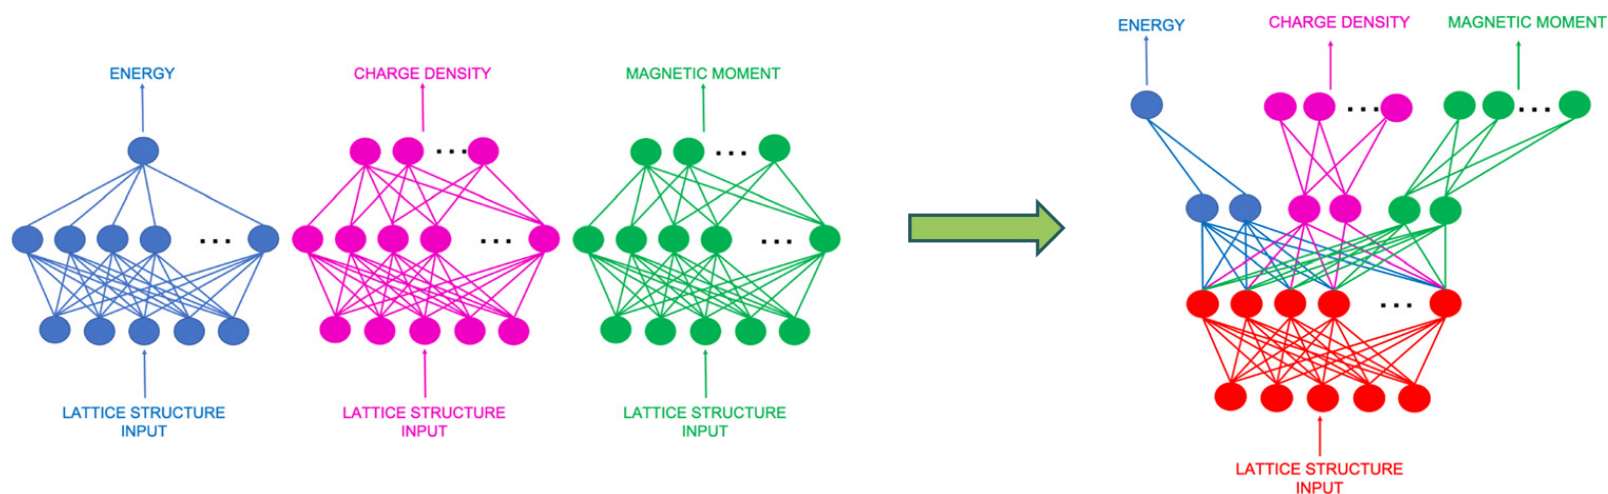 ENERGY
CHARGE DENSITY
MAGNETIC MOMENT
LATTICE STRUCTURE
INPUT
LATTICE STRUCTURE
INPUT
LATTICE STRUCTURE
INPUT
ENERGY
CHARGE DENSITY
MAGNETIC MOMENT
LATTICE STRUCTURE
INPUT